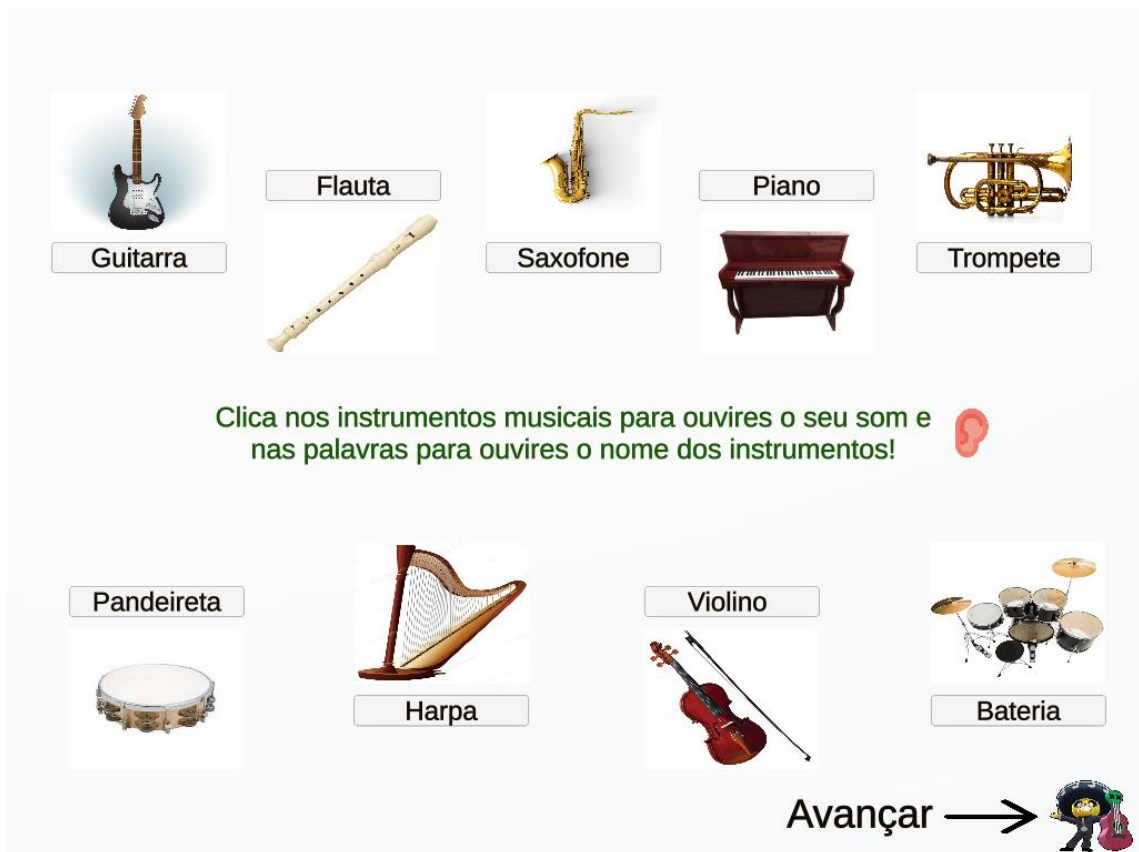 Flauta
Piano
Guitarra
Saxofone
Trompete
Clica nos instrumentos musicais para ouvires o seu som e
nas palavras para ouvires o nome dos instrumentos!
Pandeireta
Violino
Harpa
Bateria
Avançar